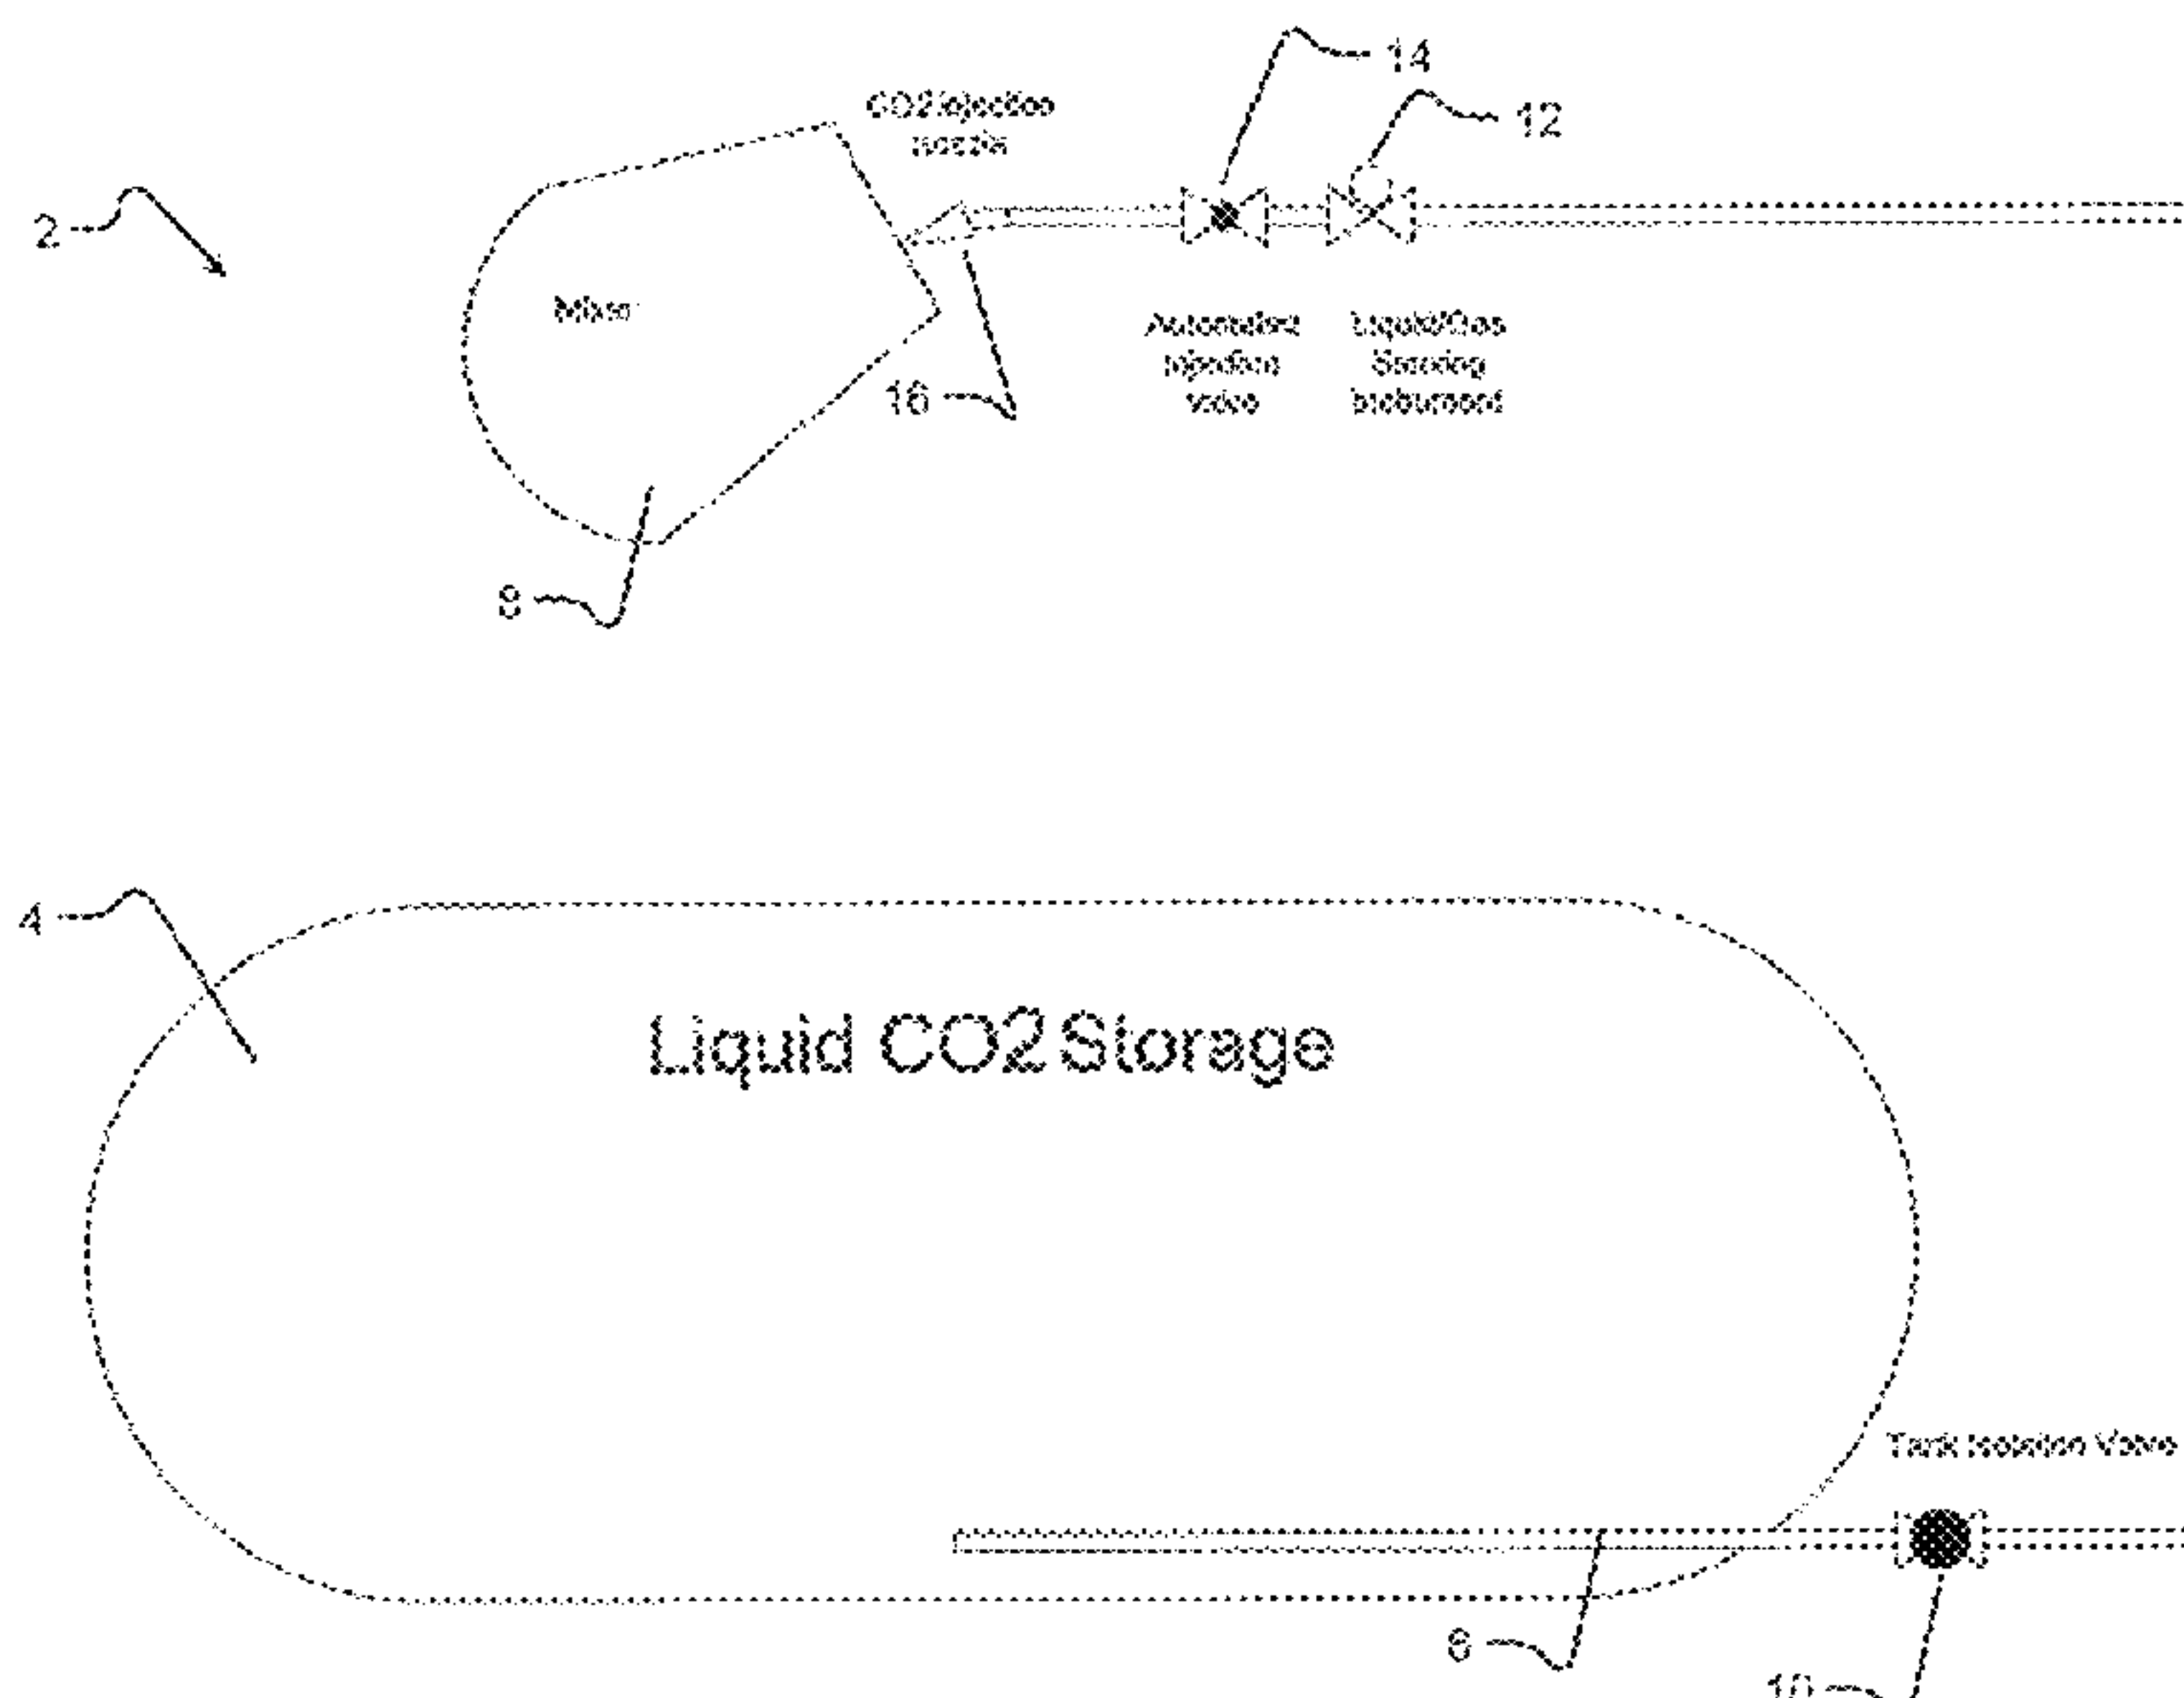 14
CO2 injection
nozzle
12
2
Mixer
Automated
Injection
Valve
Liquid/Gas
Sensing
Instrument
16
8
4
Liquid CO2 Storage
Tank Isolation Valve
6
10